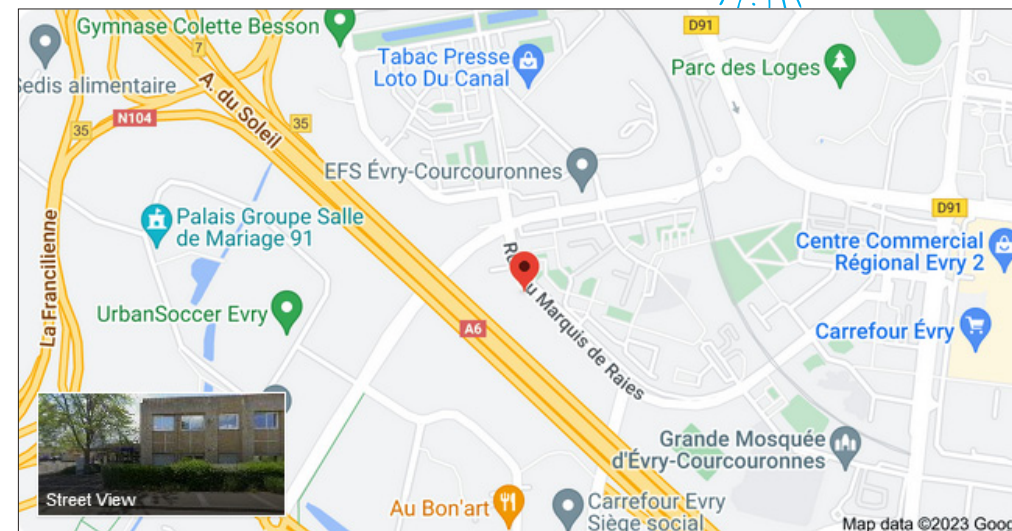 Gymnase Colette Besson
D91
Tabac Presse
Loto Du Canal
Parc des Loges
7
edis alimentaire
A. du Soleil
N104
35
35
EFS Évry-Courcouronnes
D91
Palais Groupe Salle
de Mariage 91
La Francilienne
Centre Commercial
Régional Evry 2
UrbanSoccer Evry
A6
u Marquis de Raies
Carrefour Évry
Grande Mosquée
d'Évry-Courcouronnes
Street View
Au Bon'art
Carrefour Evry
Siège social
Map data ©2023 Goog